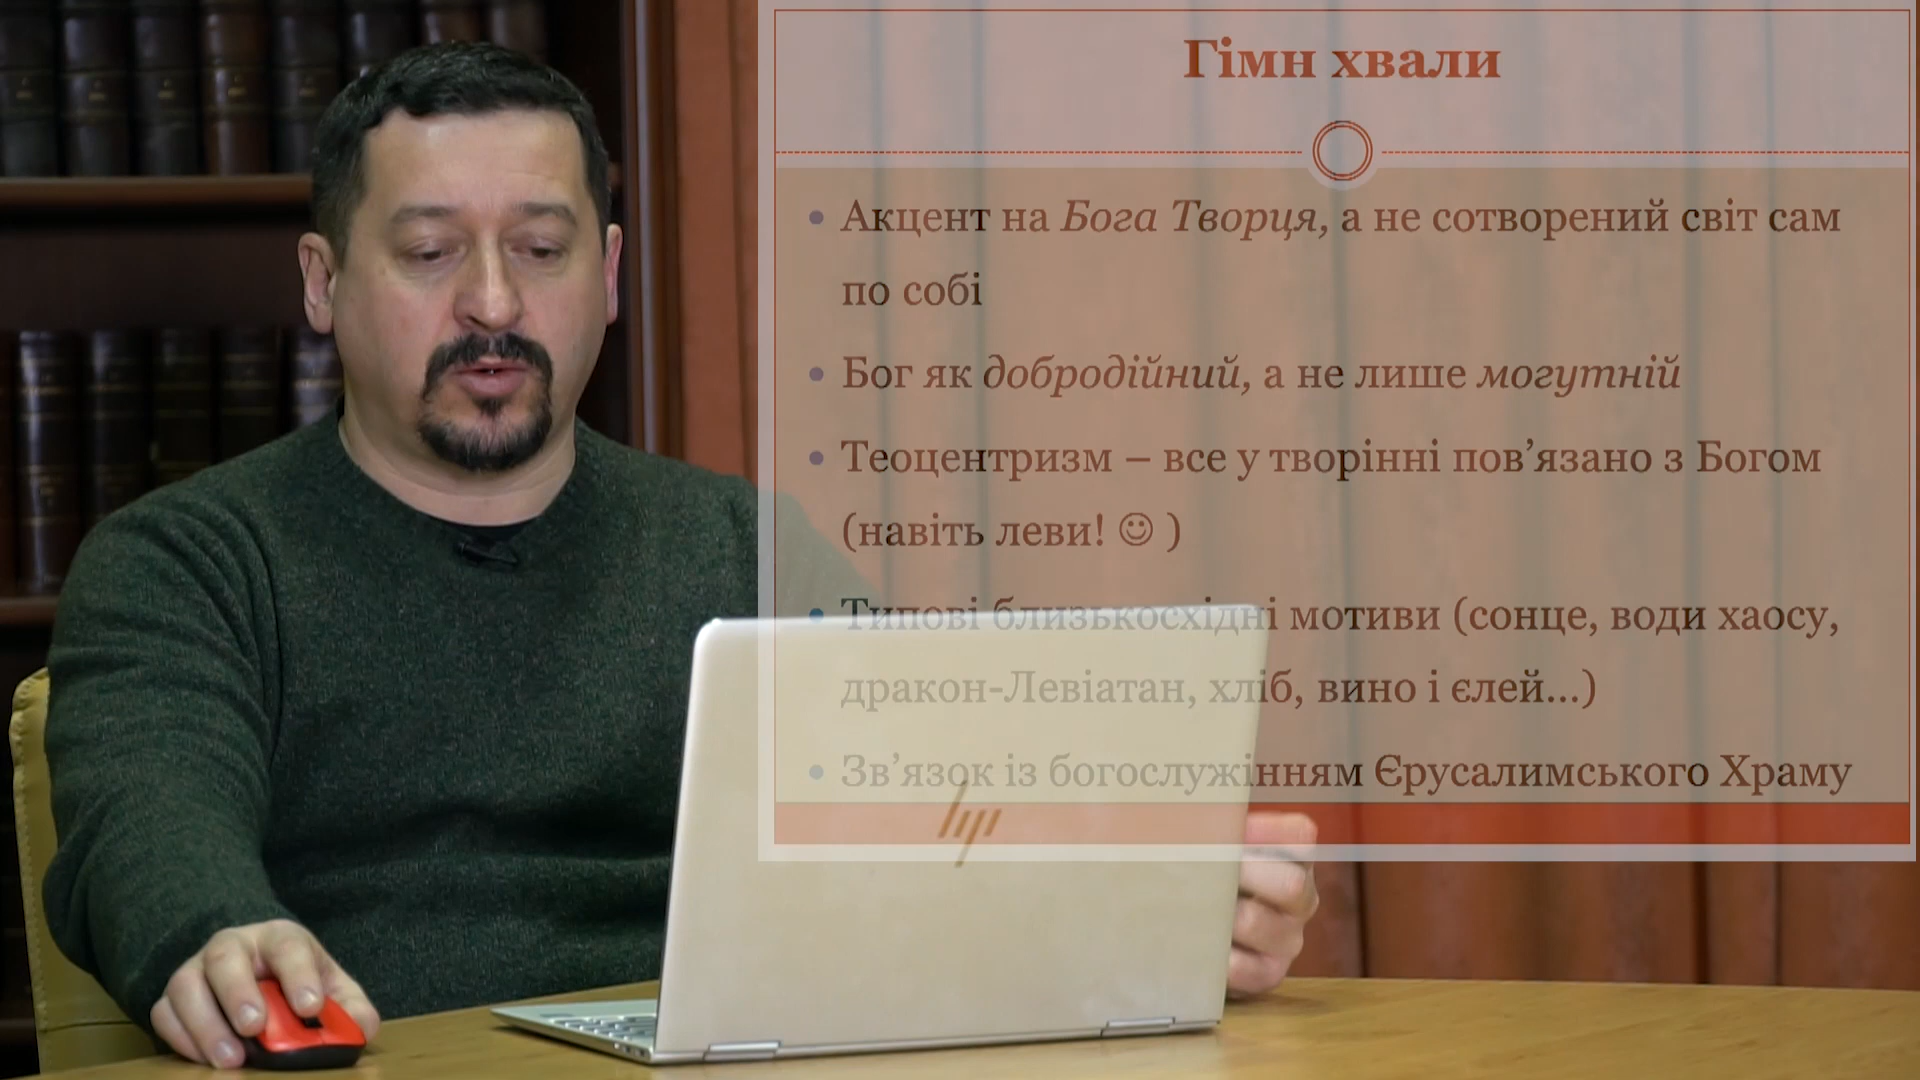 Гімн хвали
Акцент на Бога Творця, а не сотворений світ сам
по собі
Бог як добродійний, а не лише могутній
Теоцентризм – все у творінні пов’язано з Богом
(навіть леви! ☺ )
Типові близькосхідні мотиви (сонце, води хаосу,
дракон-Левіатан, хліб, вино і єлей...)
Зв’язок із богослужінням Єрусалимського Храму
hp